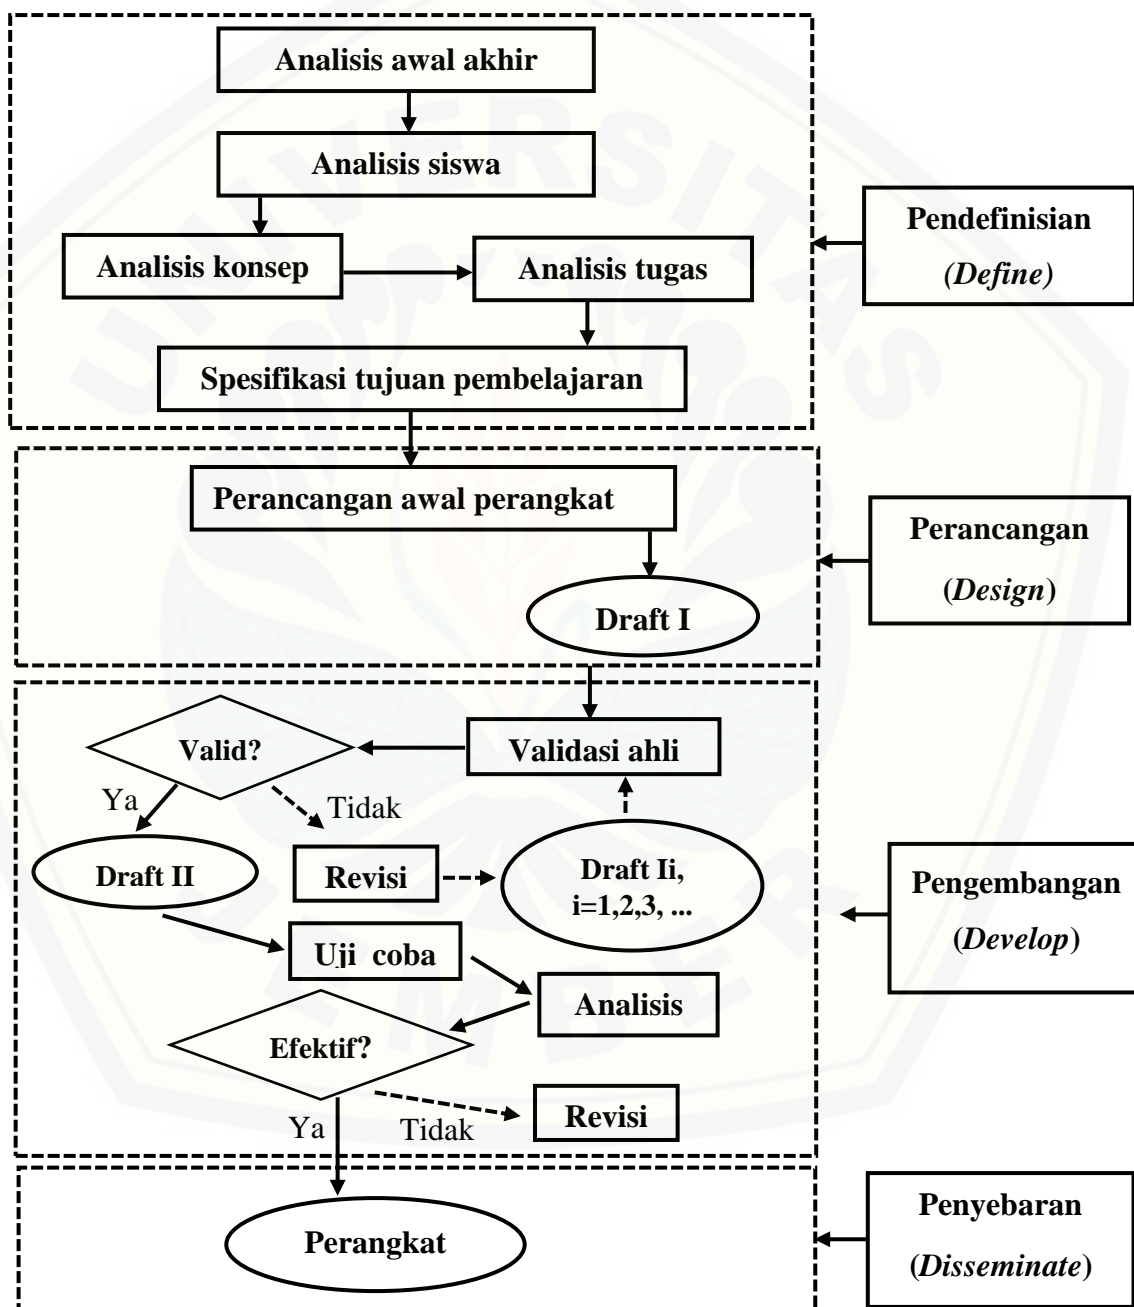 Analisis awal akhir
Analisis siswa
Analisis konsep
Analisis tugas
Spesifikasi tujuan pembelajaran
Pendefinisian
(Define)
Perancangan awal perangkat
Draft I
Perancangan
(Design)
Valid?
Validasi ahli
Ya
Tidak
Draft II
Revisi
Draft Ii,
i=1,2,3, ...
Uji coba
Analisis
Efektif?
Ya
Tidak
Revisi
Pengembangan
(Develop)
Perangkat
Penyebaran
(Disseminate)
UNIVERSITAS
JEMBER